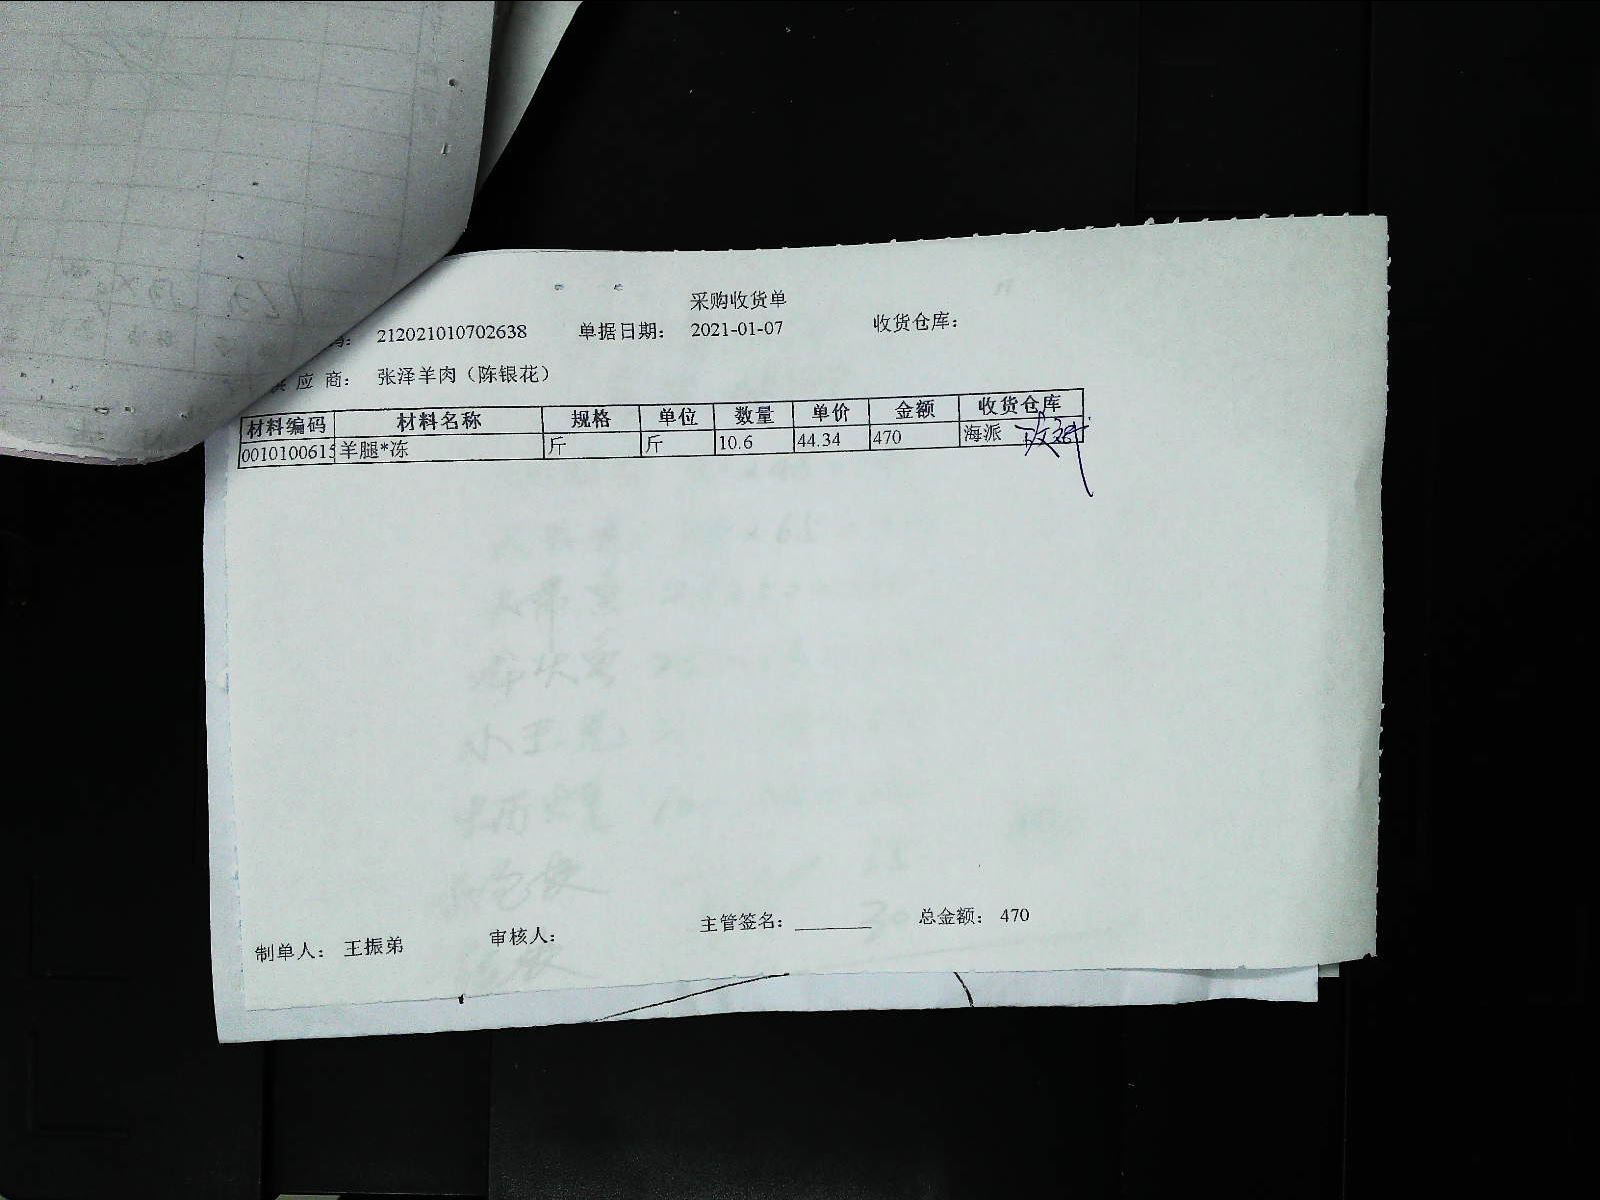 采购收货单
码： 212021010702638 单据日期： 2021-01-07 收货仓库：
供 应 商： 张泽羊肉（陈银花）
材料编码 材料名称 规格 单位 数量 单价 金额 收货仓库
0010100615 羊腿*冻 斤 斤 10.6 44.34 470 海派
制单人： 王振弟 审核人： 主管签名：________ 总金额： 470